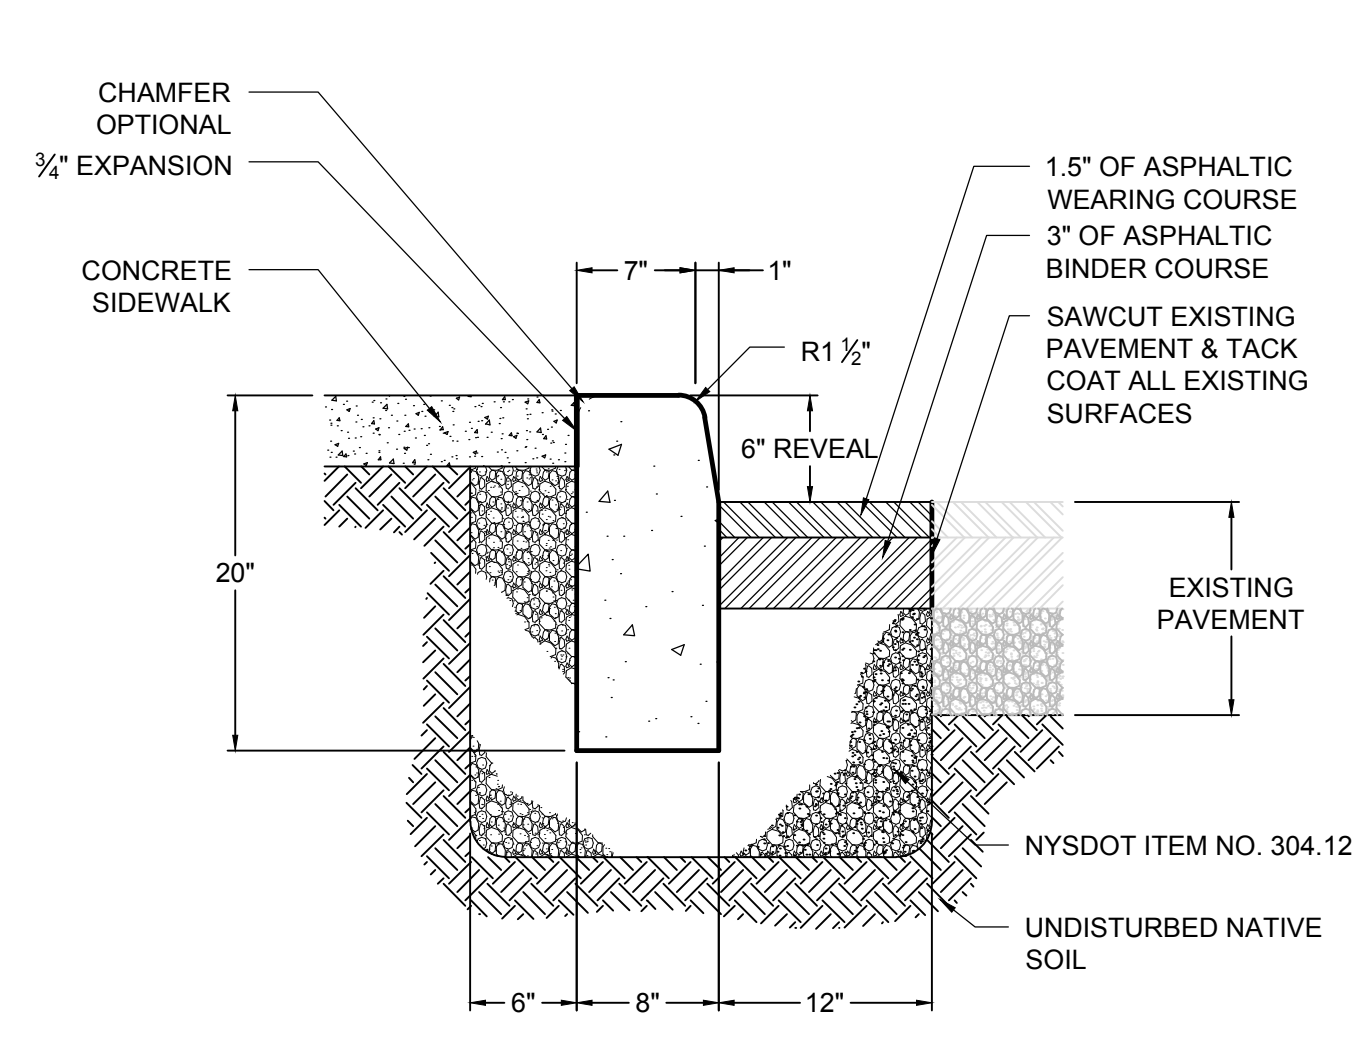 CHAMFER
OPTIONAL
¾" EXPANSION
CONCRETE
SIDEWALK
7"
1"
R1 ½"
6" REVEAL
20"
1.5" OF ASPHALTIC
WEARING COURSE
3" OF ASPHALTIC
BINDER COURSE
SAWCUT EXISTING
PAVEMENT & TACK
COAT ALL EXISTING
SURFACES
EXISTING
PAVEMENT
NYSDOT ITEM NO. 304.12
UNDISTURBED NATIVE
SOIL
6"
8"
12"